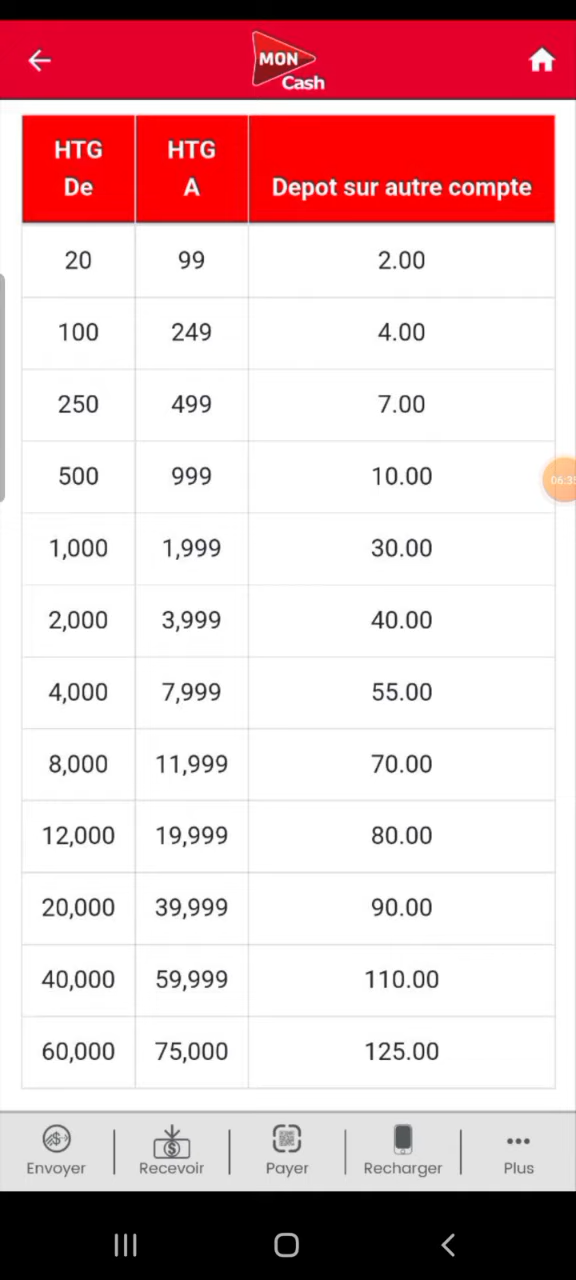 MON
Cash
HTG HTG
De A Depot sur autre compte
20 99 2.00
100 249 4.00
250 499 7.00
500 999 10.00
1,000 1,999 30.00
2,000 3,999 40.00
4,000 7,999 55.00
8,000 11,999 70.00
12,000 19,999 80.00
20,000 39,999 90.00
40,000 59,999 110.00
60,000 75,000 125.00
Envoyer Recevoir Payer Recharger Plus